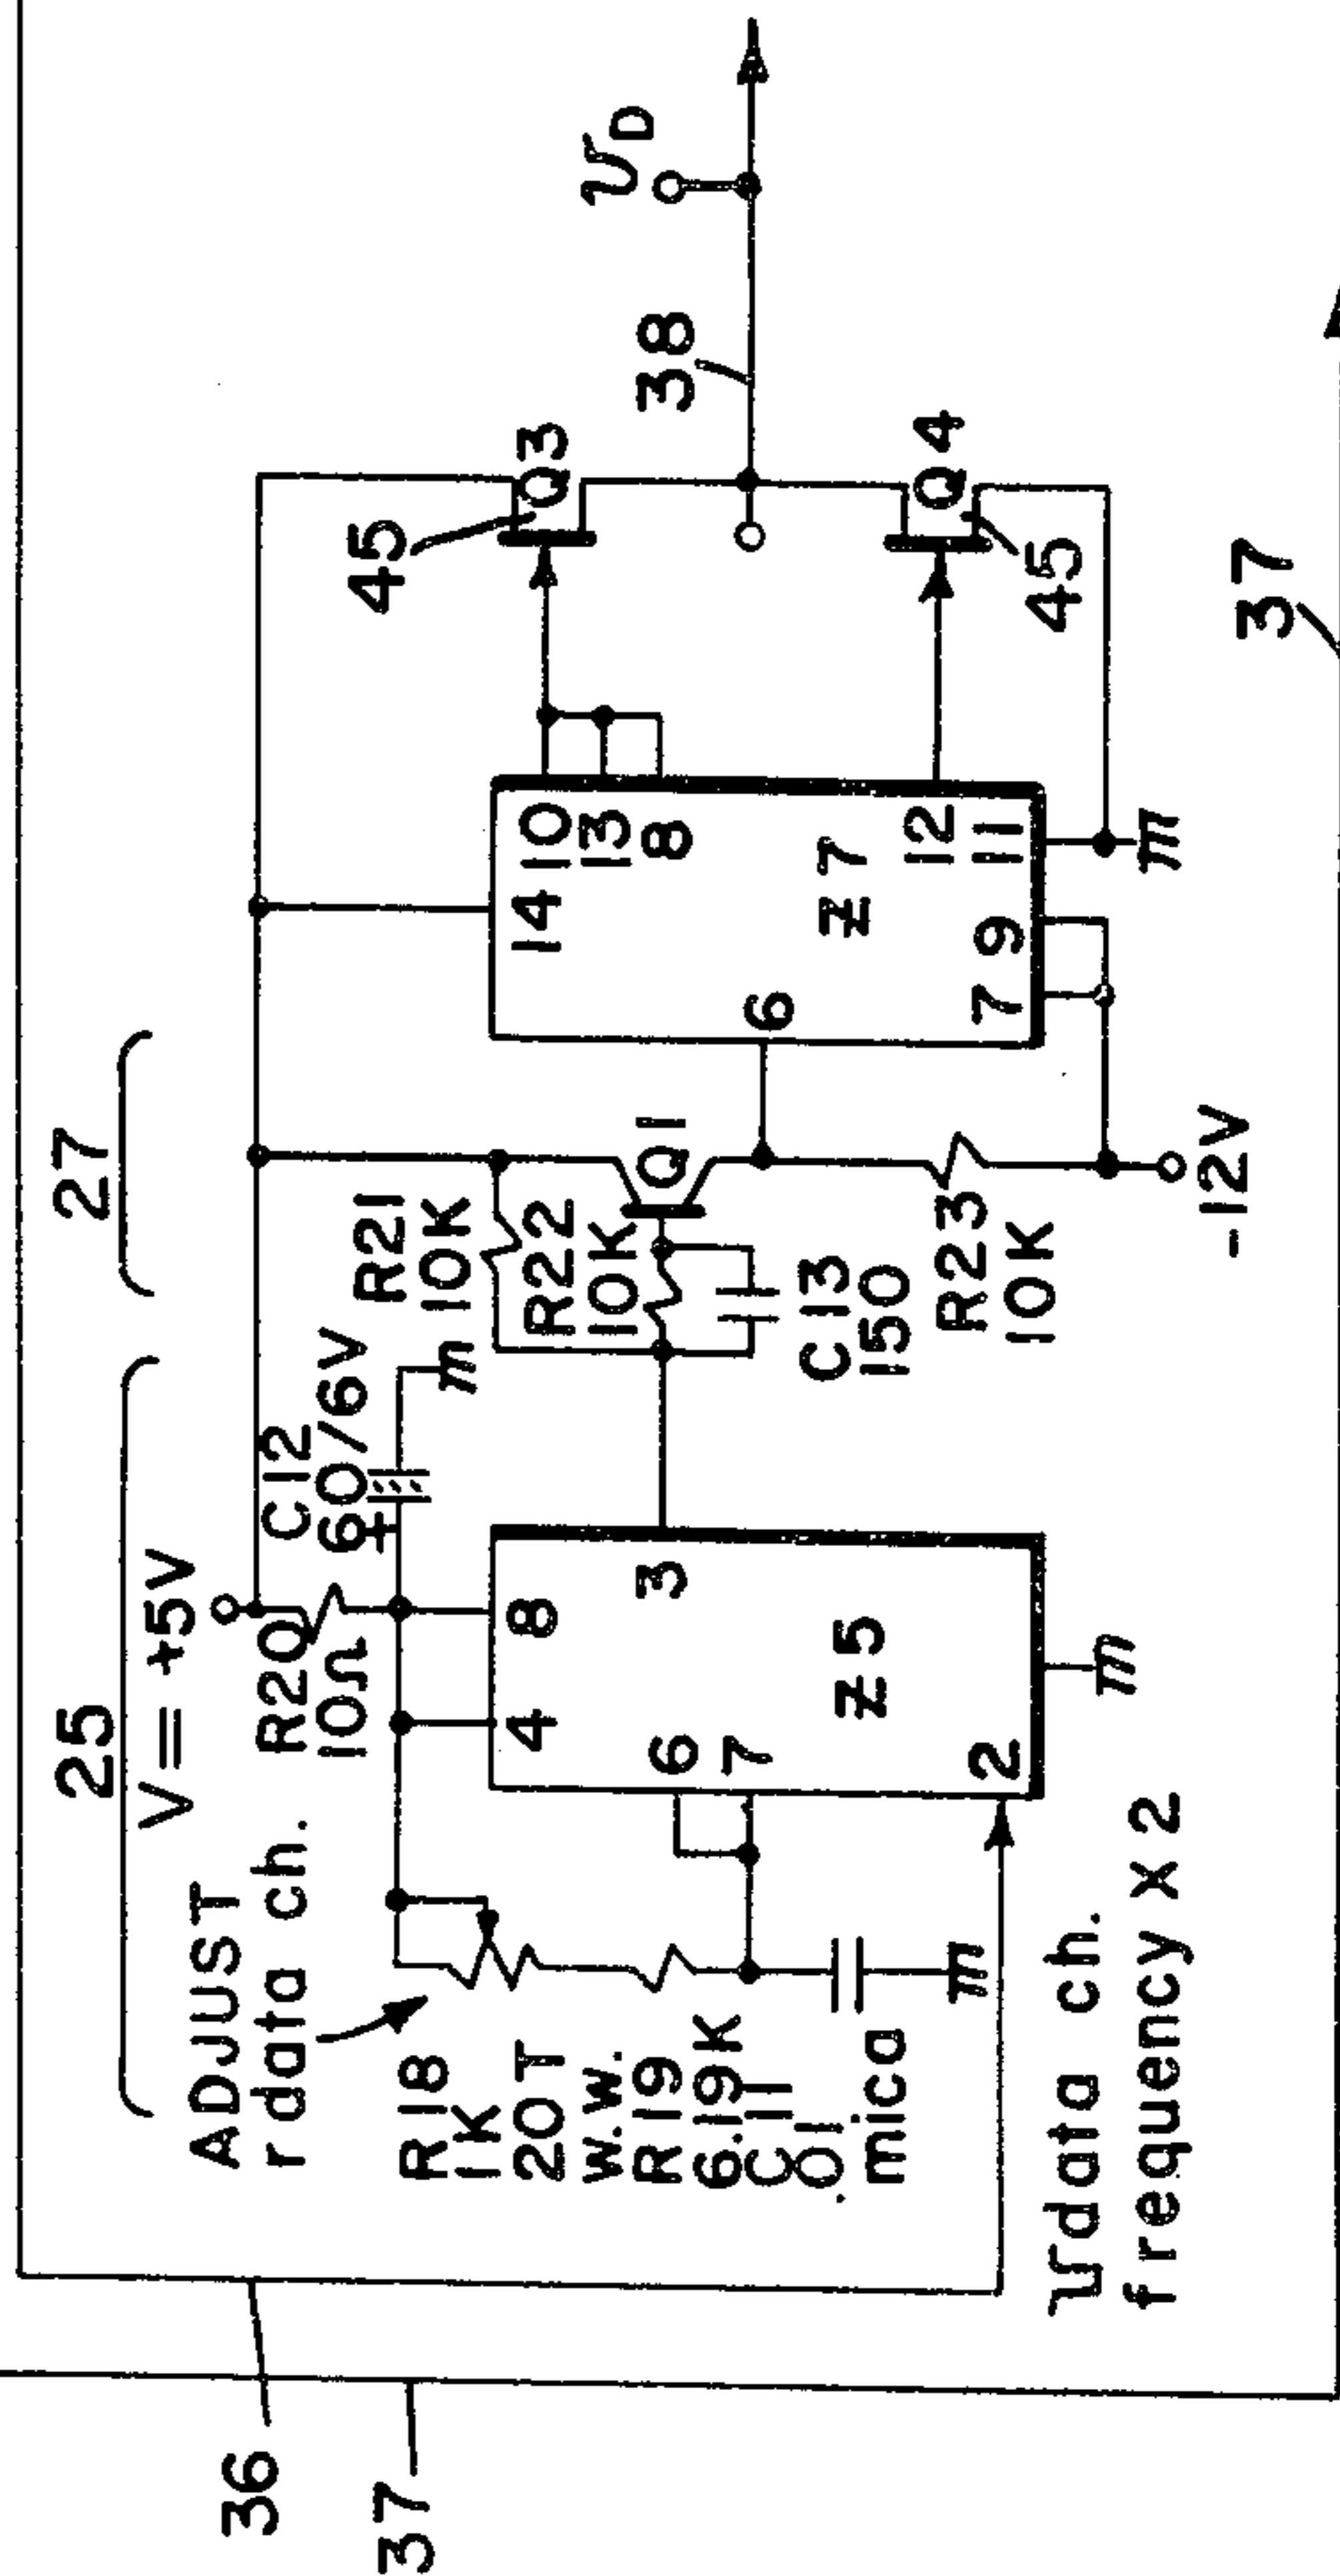 25
27
V = +5V
ADJUST
r data ch.
R20
10Ω
C12
60/6V
+
R21
10K
R22
10K
Q1
C13
150
R23
10K
-12V
R18
1K
20T
W.W.
R19
6.19K
C11
.01
mica
4
8
6
7
3
2
Z5
14
10
13
8
6
Z7
12
7
9
11
45
Q3
38
υD
Q4
45
υdata ch.
frequency x 2
36
37
37